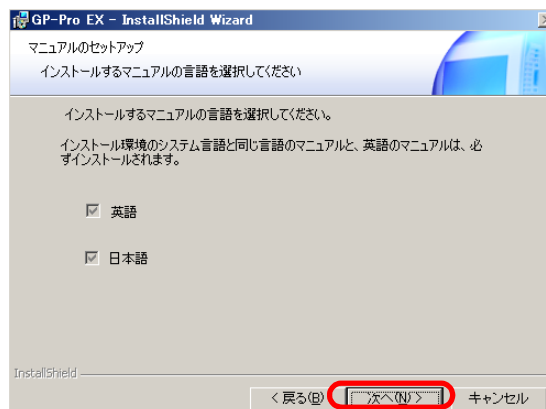 GP-Pro EX - InstallShield Wizard
マニュアルのセットアップ
インストールするマニュアルの言語を選択してください
インストールするマニュアルの言語を選択してください。
インストール環境のシステム言語と同じ言語のマニュアルと、英語のマニュアルは、必
ずインストールされます。
英語
日本語
InstallShield
< 戻る(B) 次へ(N) > キャンセル